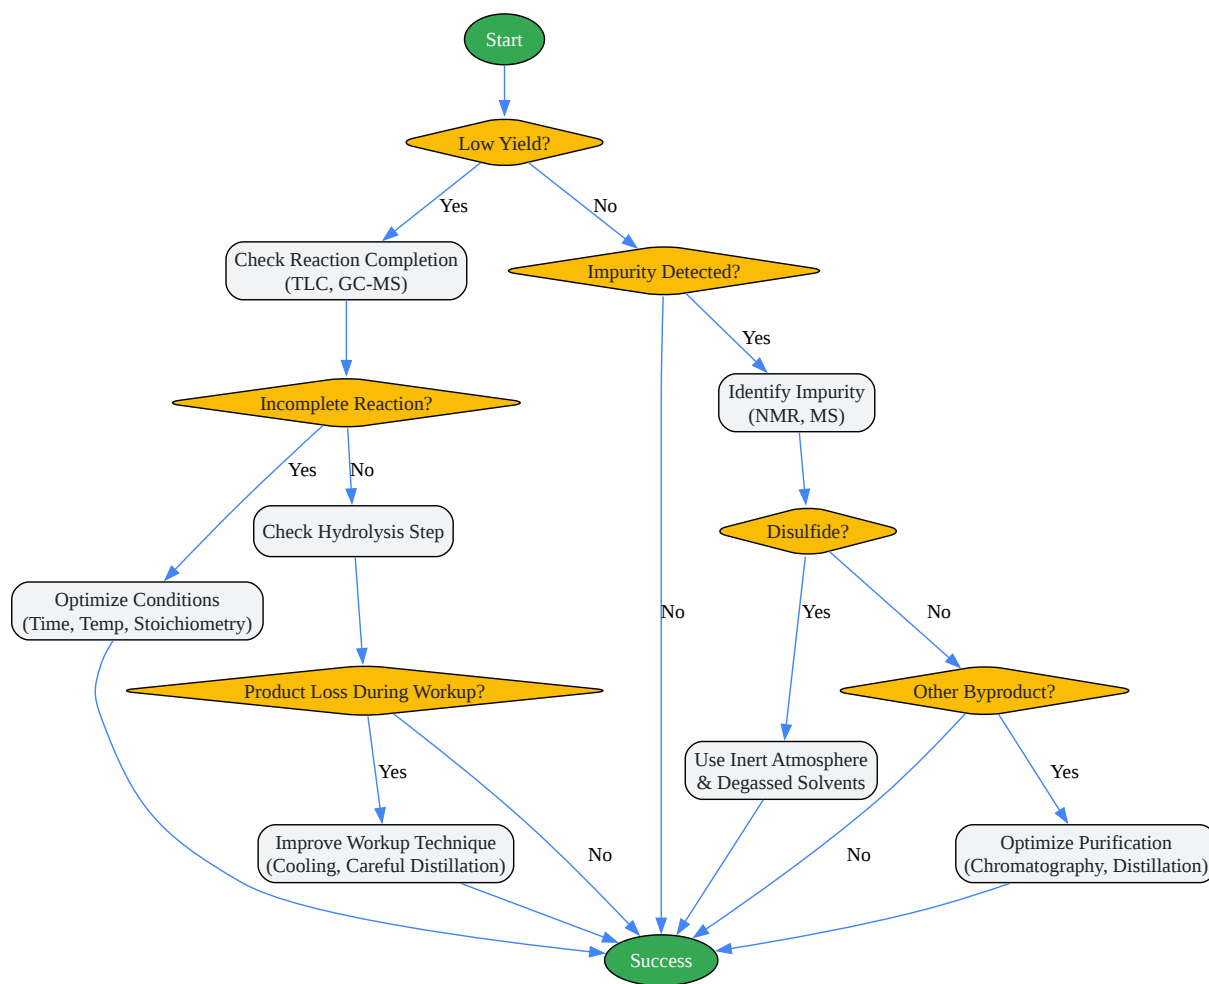 Start
Low Yield?
Yes
No
Check Reaction Completion
(TLC, GC-MS)
Impurity Detected?
Yes
Identify Impurity
(NMR, MS)
Incomplete Reaction?
Yes
No
Check Hydrolysis Step
Disulfide?
Optimize Conditions
(Time, Temp, Stoichiometry)
No
Yes
No
Product Loss During Workup?
Other Byproduct?
Yes
Use Inert Atmosphere
& Degassed Solvents
Yes
Improve Workup Technique
(Cooling, Careful Distillation)
No
No
Optimize Purification
(Chromatography, Distillation)
Success